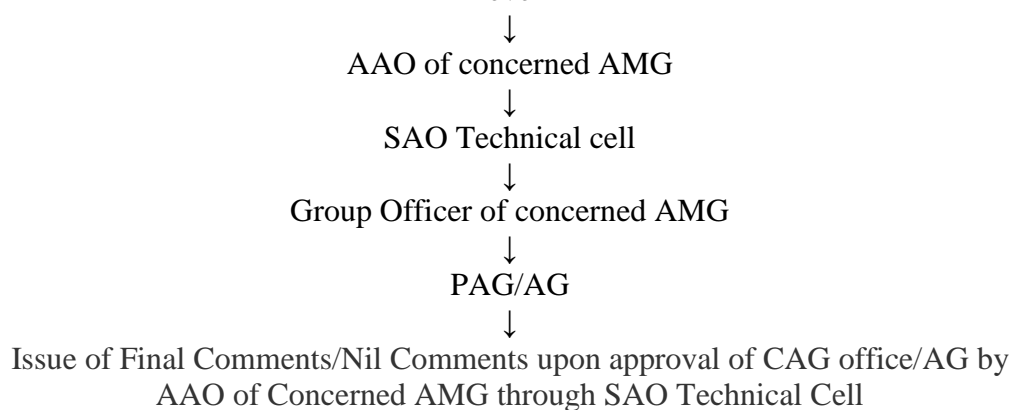 ↓
AAO of concerned AMG
↓
SAO Technical cell
↓
Group Officer of concerned AMG
↓
PAG/AG
↓
Issue of Final Comments/Nil Comments upon approval of CAG office/AG by
AAO of Concerned AMG through SAO Technical Cell